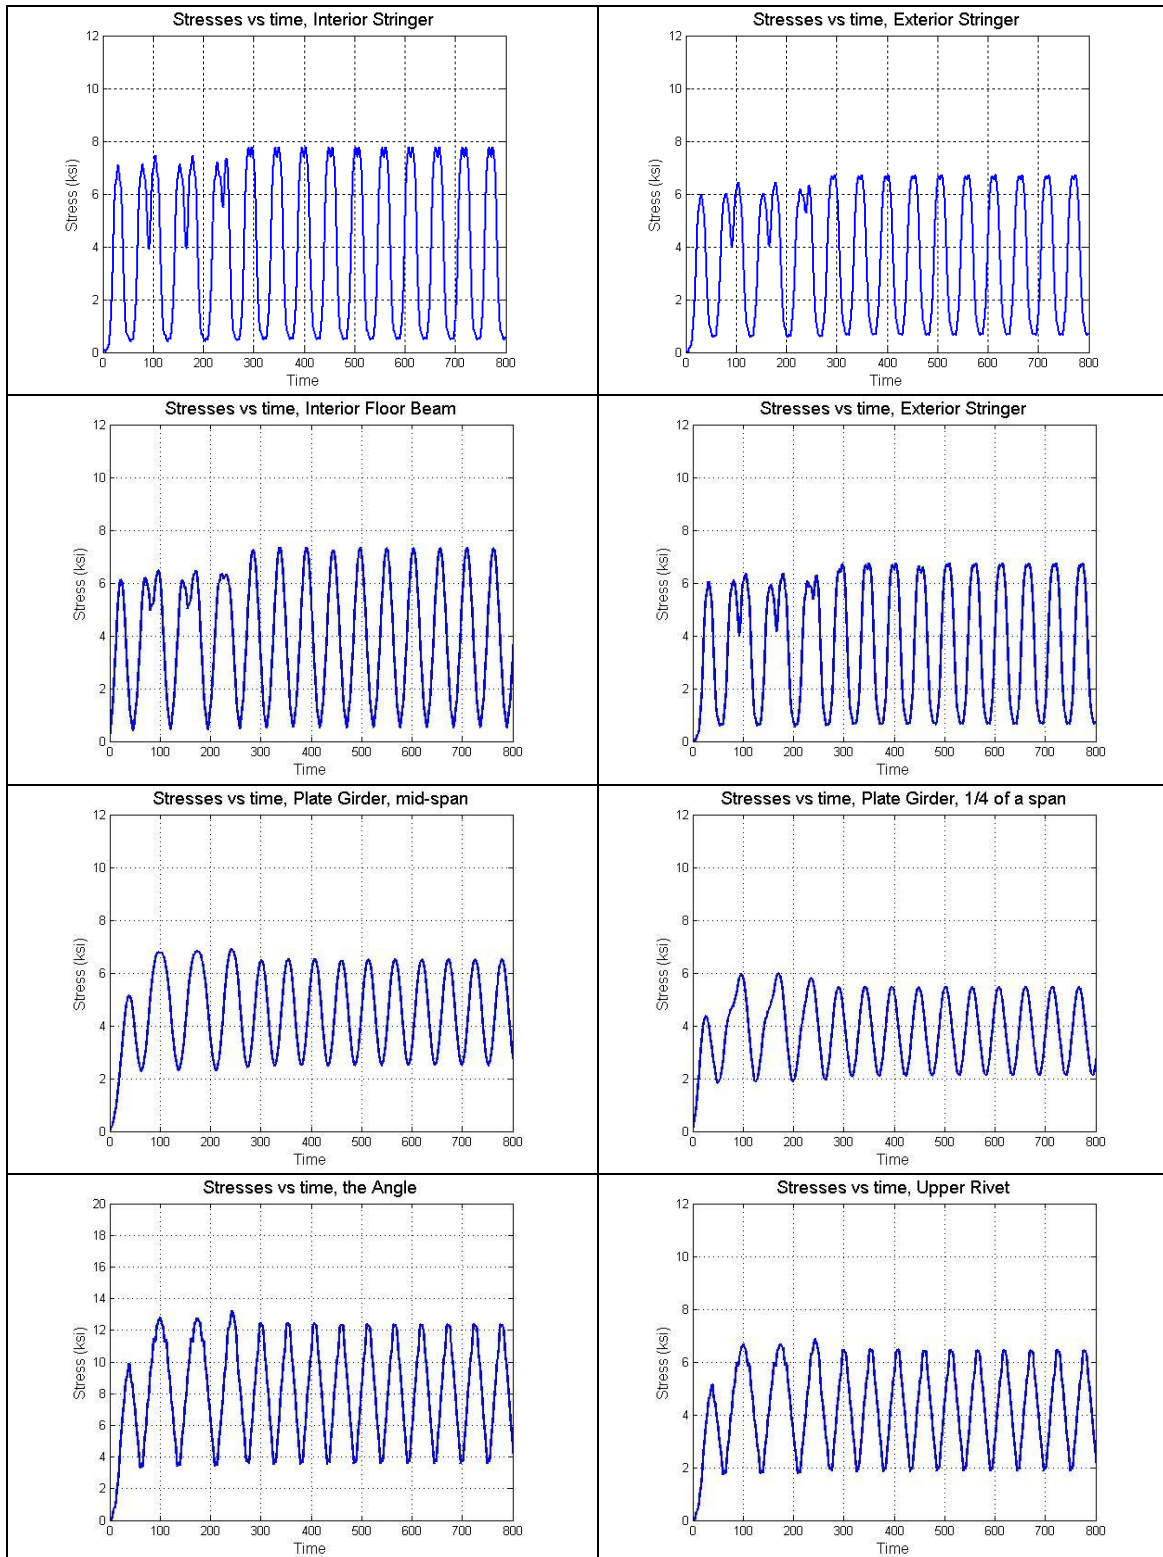 Stresses vs time, Interior Stringer
12
10
8
6
4
2
0
Stress (ksi)
0 100 200 300 400 500 600 700 800
Time
Stresses vs time, Exterior Stringer
12
10
8
6
4
2
0
Stress (ksi)
0 100 200 300 400 500 600 700 800
Time
Stresses vs time, Interior Floor Beam
12
10
8
6
4
2
0
Stress (ksi)
0 100 200 300 400 500 600 700 800
Time
Stresses vs time, Exterior Stringer
12
10
8
6
4
2
0
Stress (ksi)
0 100 200 300 400 500 600 700 800
Time
Stresses vs time, Plate Girder, mid-span
12
10
8
6
4
2
0
Stress (ksi)
0 100 200 300 400 500 600 700 800
Time
Stresses vs time, Plate Girder, 1/4 of a span
12
10
8
6
4
2
0
Stress (ksi)
0 100 200 300 400 500 600 700 800
Time
Stresses vs time, the Angle
20
18
16
14
12
10
8
6
4
2
0
Stress (ksi)
0 100 200 300 400 500 600 700 800
Time
Stresses vs time, Upper Rivet
12
10
8
6
4
2
0
Stress (ksi)
0 100 200 300 400 500 600 700 800
Time